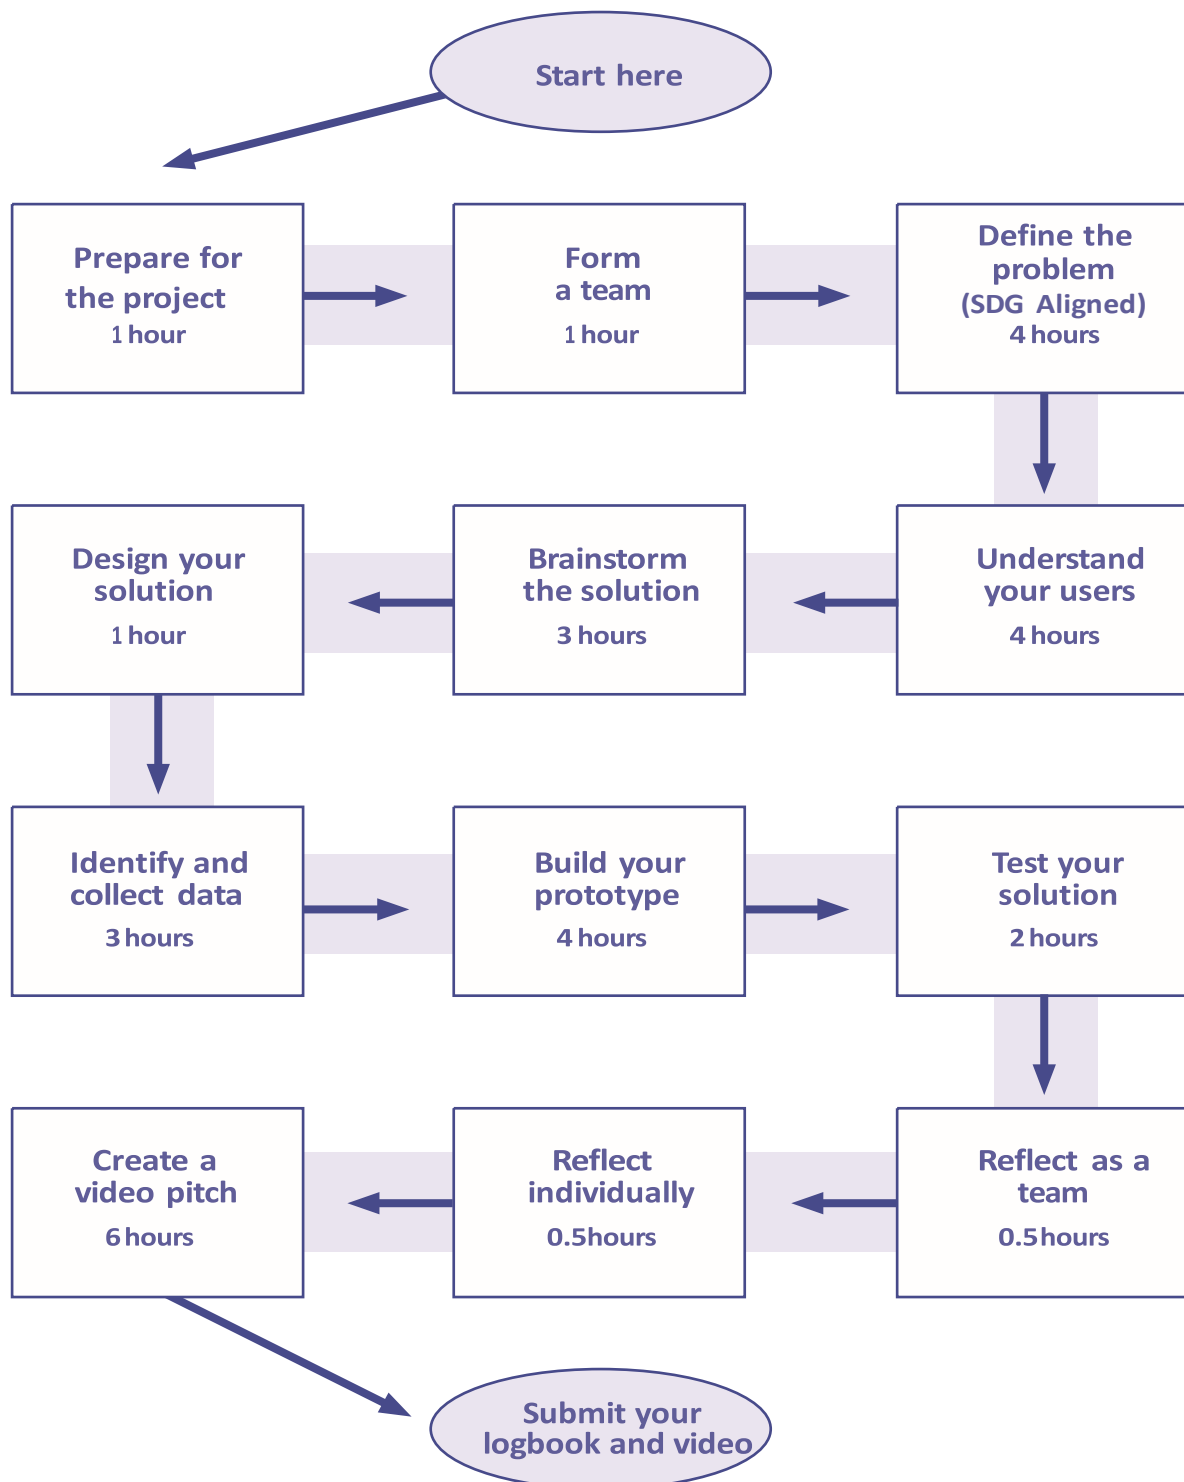 Start here
Prepare for
the project
1 hour
Form
a team
1 hour
Define the
problem
(SDG Aligned)
4 hours
Understand
your users
4 hours
Brainstorm
the solution
3 hours
Design your
solution
1 hour
Identify and
collect data
3 hours
Build your
prototype
4 hours
Test your
solution
2 hours
Reflect as a
team
0.5hours
Reflect
individually
0.5hours
Create a
video pitch
6 hours
Submit your
logbook and video